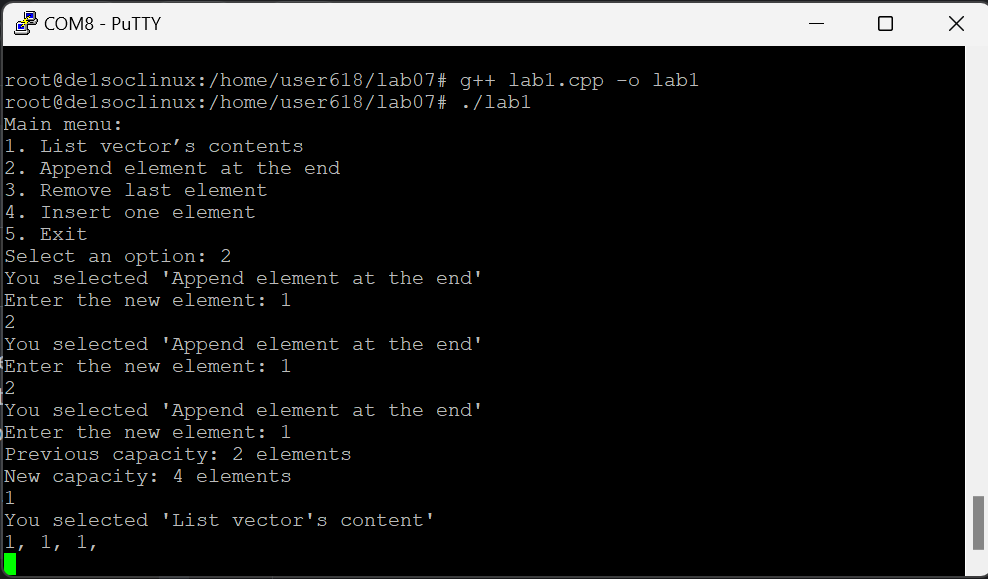 COM8 - PuTTY
root@de1soclinux:/home/user618/lab07# g++ lab1.cpp -o lab1
root@de1soclinux:/home/user618/lab07# ./lab1
Main menu:
1. List vector’s contents
2. Append element at the end
3. Remove last element
4. Insert one element
5. Exit
Select an option: 2
You selected 'Append element at the end'
Enter the new element: 1
2
You selected 'Append element at the end'
Enter the new element: 1
2
You selected 'Append element at the end'
Enter the new element: 1
Previous capacity: 2 elements
New capacity: 4 elements
1
You selected 'List vector's content'
1, 1, 1,